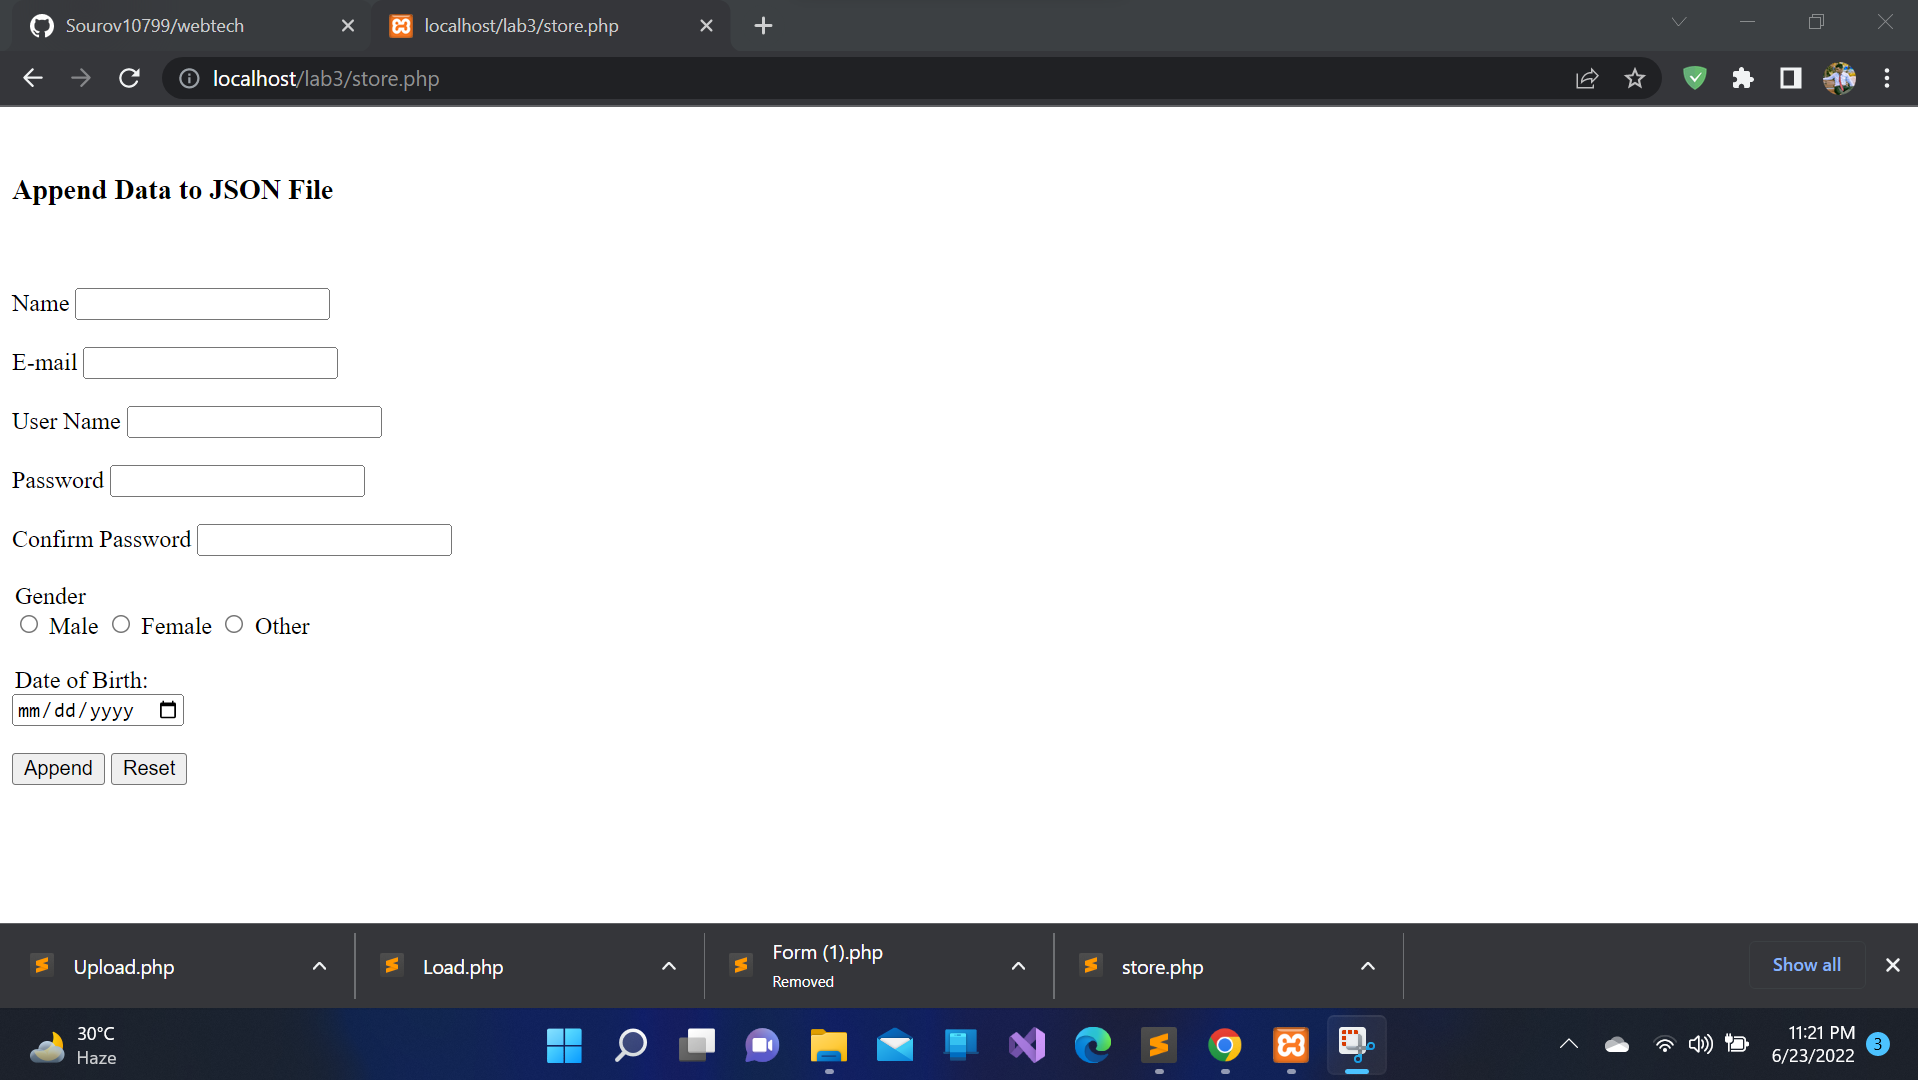 Sourov10799/webtech
localhost/lab3/store.php
localhost/lab3/store.php
Append Data to JSON File
Name
E-mail
User Name
Password
Confirm Password
Gender
Male Female Other
Date of Birth:
mm/dd/yyyy
Append Reset
Upload.php
Load.php
Form (1).php
Removed
store.php
Show all
30°C
Haze
11:21 PM
6/23/2022
3